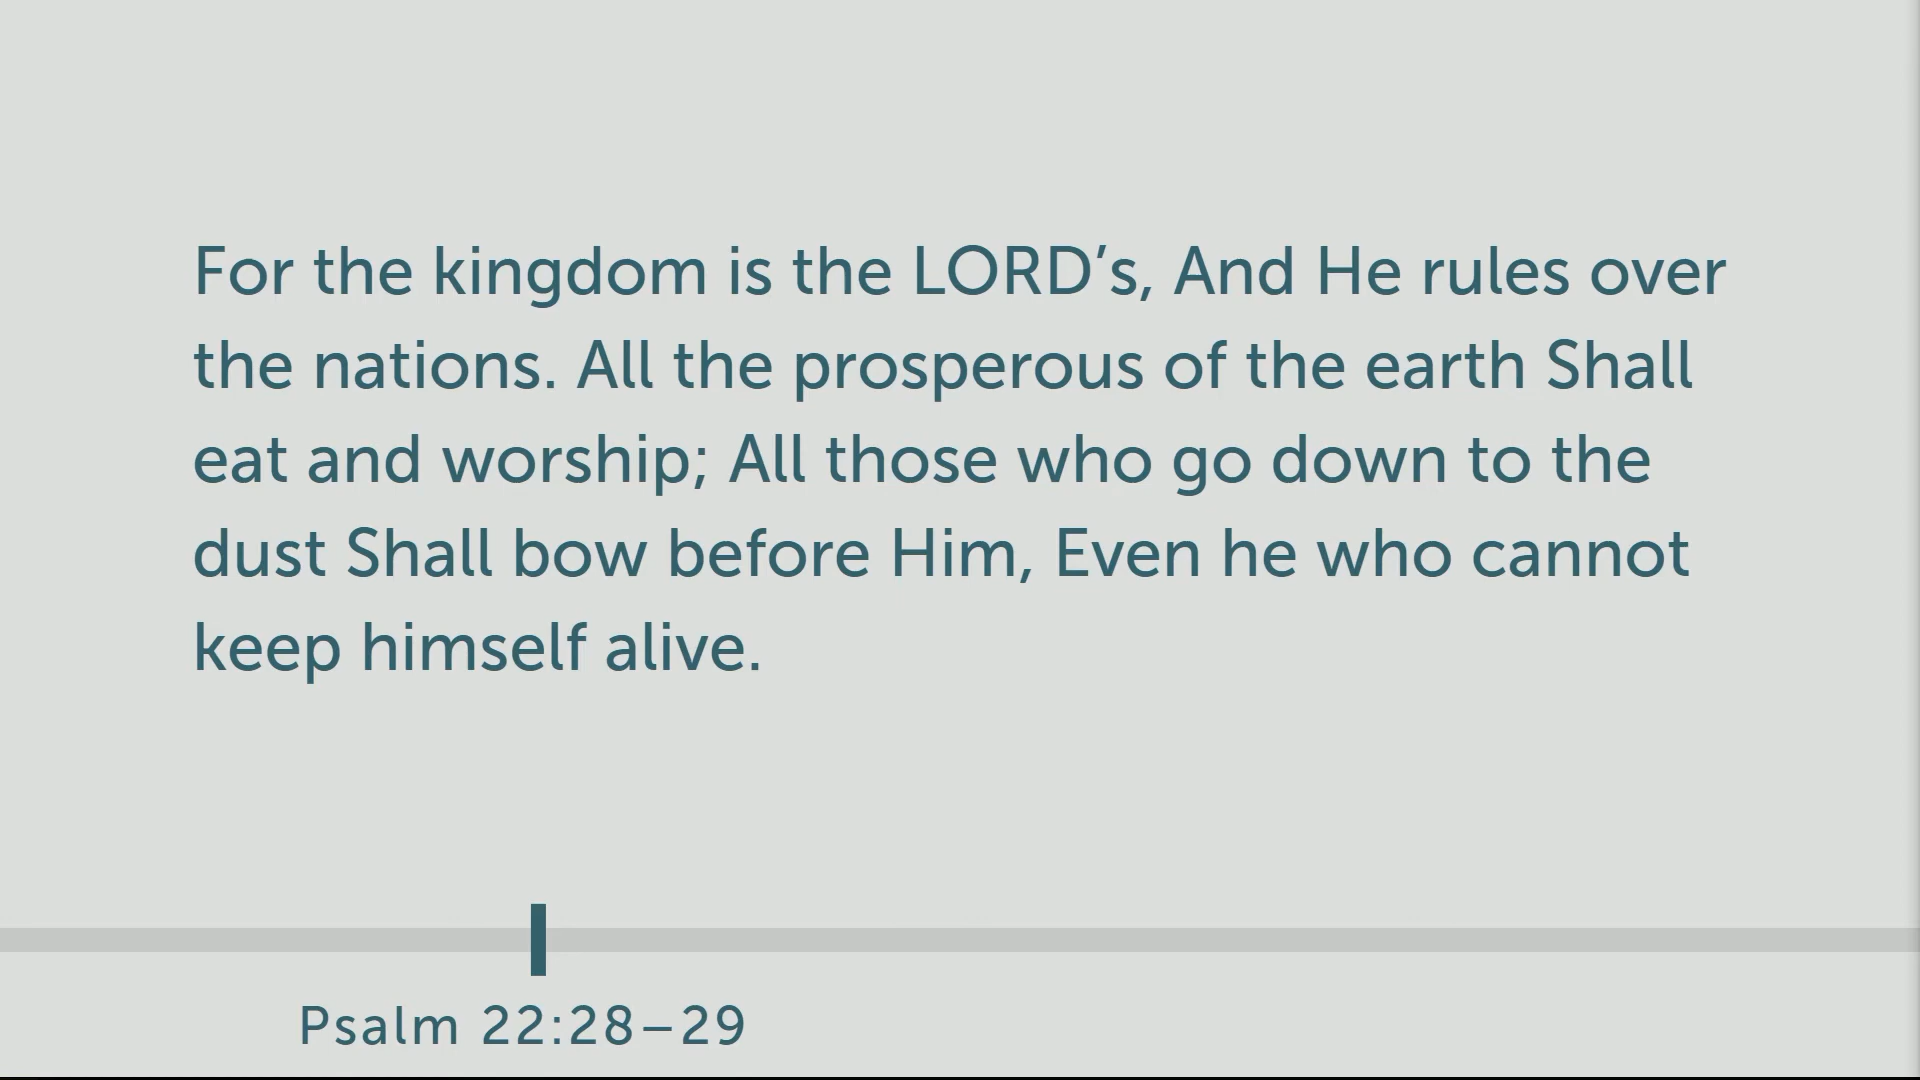 For the kingdom is the LORD’s, And He rules over
the nations. All the prosperous of the earth Shall
eat and worship; All those who go down to the
dust Shall bow before Him, Even he who cannot
keep himself alive.
Psalm 22:28–29